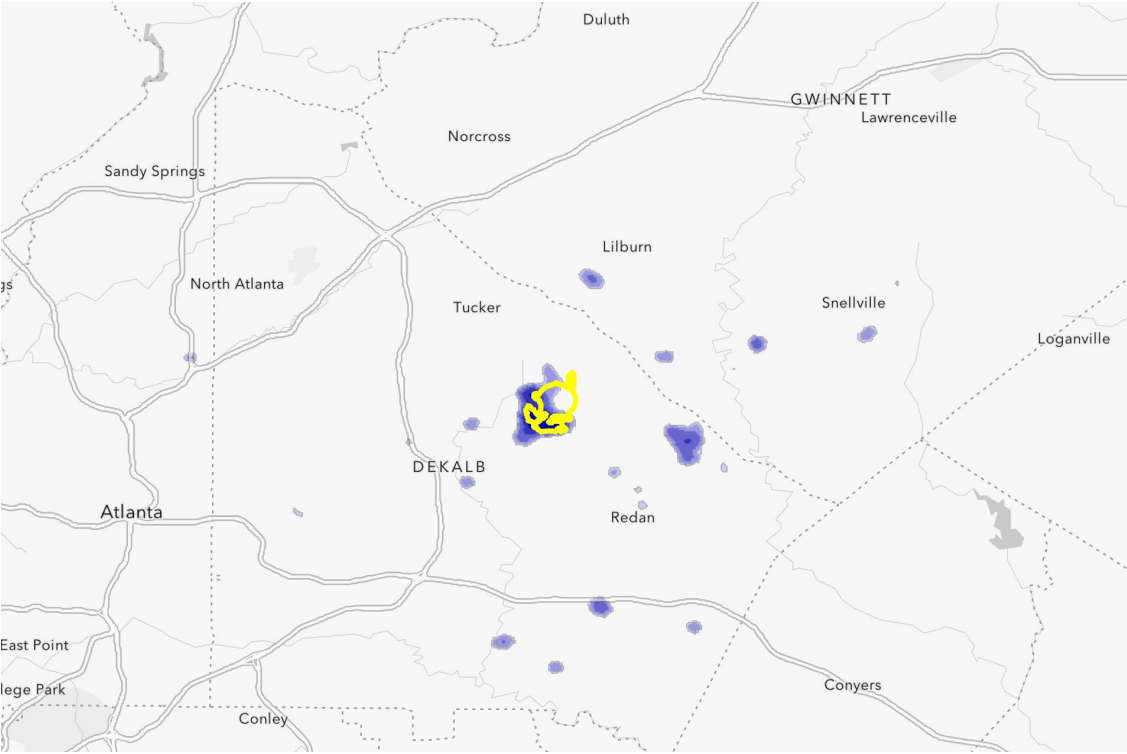 Duluth
GWINNETT
Lawrenceville
Norcross
Sandy Springs
Lilburn
gs
North Atlanta
Tucker
Snellville
Loganville
DEKALB
Atlanta
Redan
East Point
lege Park
Conyers
Conley